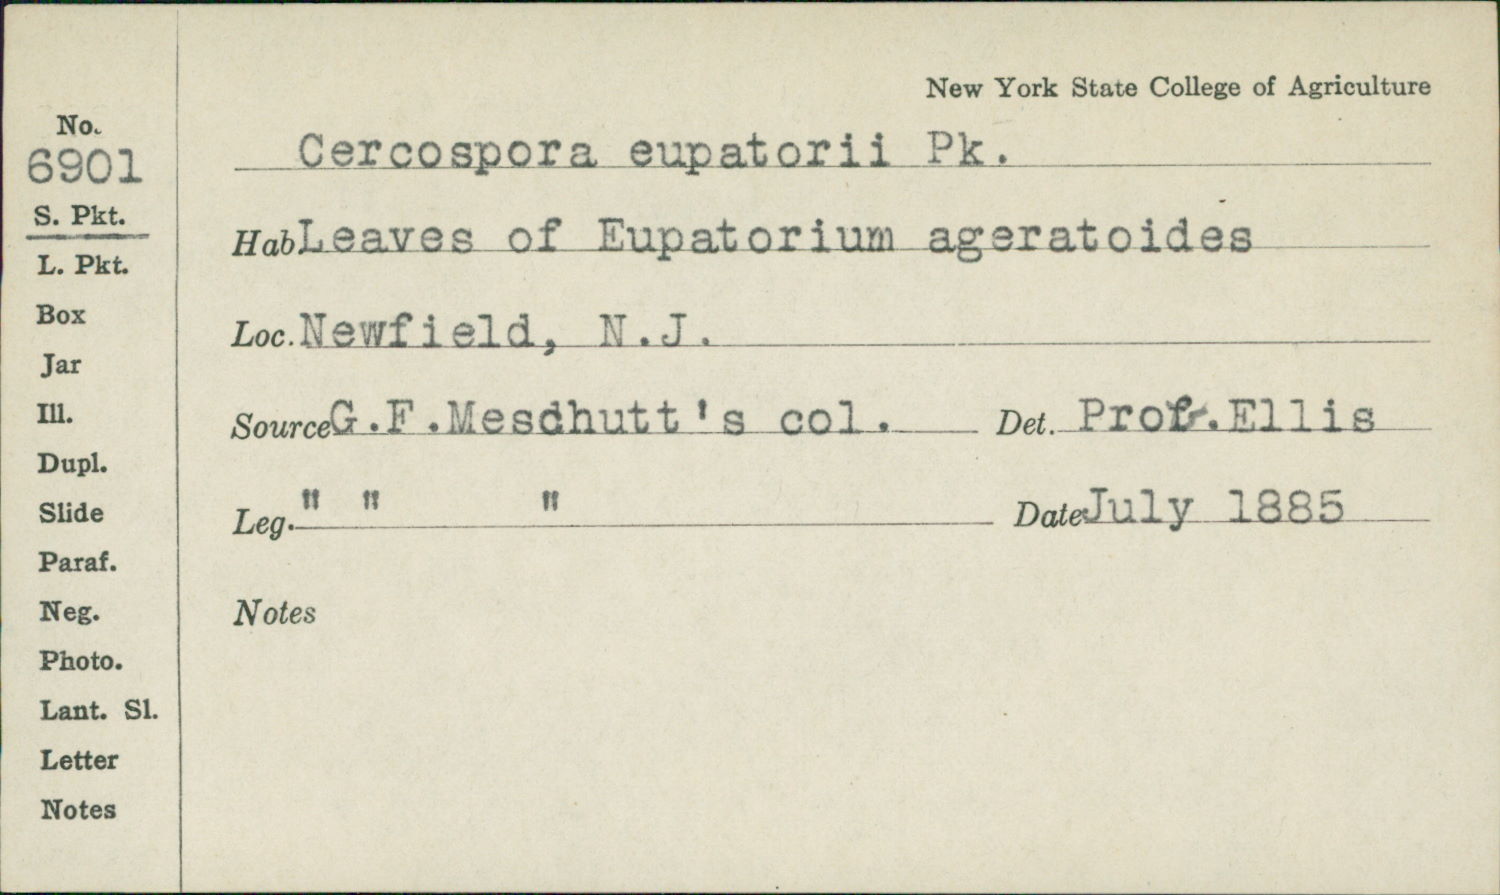 New York State College of Agriculture
No.
6901
S. Pkt.
L. Pkt.
Box
Jar
Ill.
Dupl.
Slide
Paraf.
Neg.
Photo.
Lant. Sl.
Letter
Notes
Cercospora eupatorii Pk.
Hab Leaves of Eupatorium ageratoides
Loc. Newfield, N.J.
Source G.F.Mesdhutt's col. Det. Prof.Ellis
Leg. " " " Date July 1885
Notes